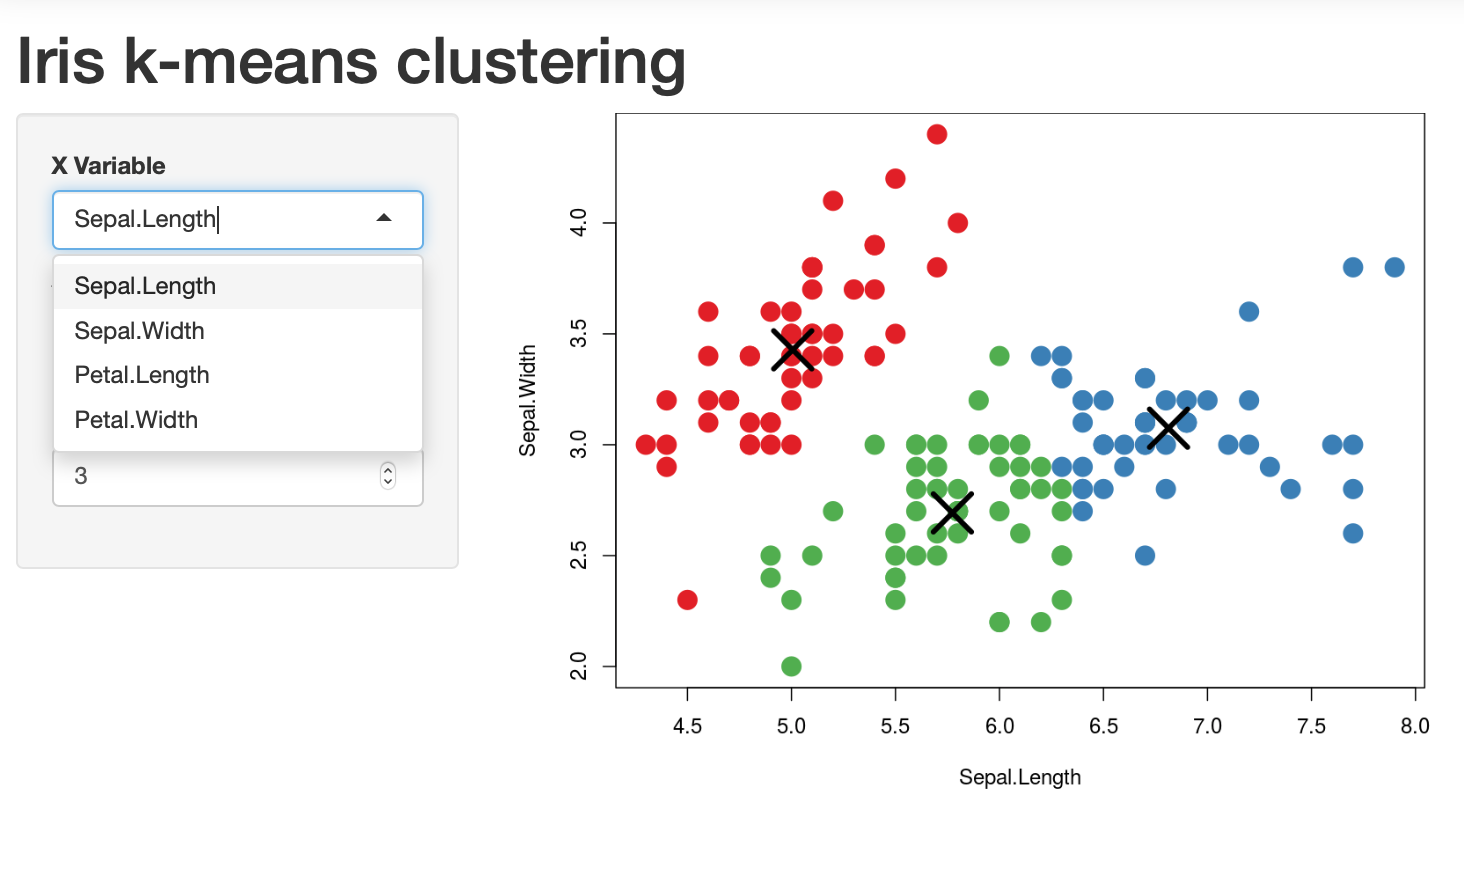 Iris k-means clustering
X Variable
Sepal.Length
Sepal.Length
Sepal.Width
Petal.Length
Petal.Width
3
Sepal.Width
4.0
3.5
3.0
2.5
2.0
4.5 5.0 5.5 6.0 6.5 7.0 7.5 8.0
Sepal.Length